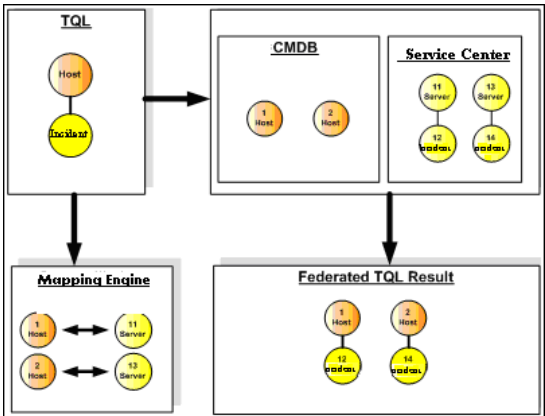 TQL
Host
Incident
CMDB
1
Host
2
Host
Service Center
11
Server
13
Server
12
14
Mapping Engine
1
Host
11
Server
2
Host
13
Server
Federated TQL Result
1
Host
2
Host
12
14